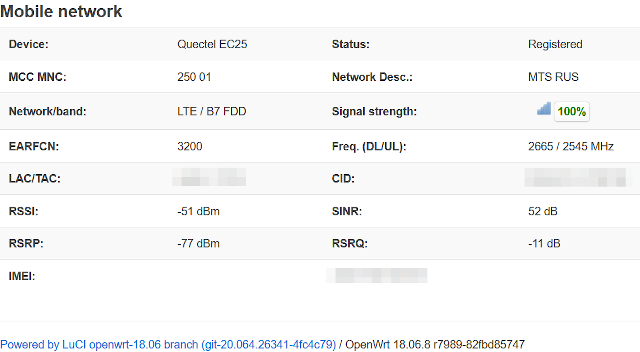 Mobile network
Device: Quectel EC25 Status: Registered
MCC MNC: 250 01 Network Desc.: MTS RUS
Network/band: LTE / B7 FDD Signal strength: 100%
EARFCN: 3200 Freq. (DL/UL): 2665 / 2545 MHz
LAC/TAC: CID:
RSSI: -51 dBm SINR: 52 dB
RSRP: -77 dBm RSRQ: -11 dB
IMEI:
Powered by LuCI openwrt-18.06 branch (git-20.064.26341-4fc4c79) / OpenWrt 18.06.8 r7989-82fbd85747